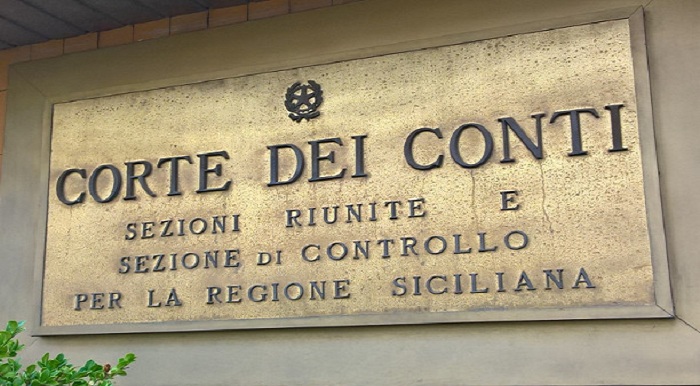 CORTE DEI CONTI
SEZIONI RIUNITE E
SEZIONE DI CONTROLLO
PER LA REGIONE SICILIANA